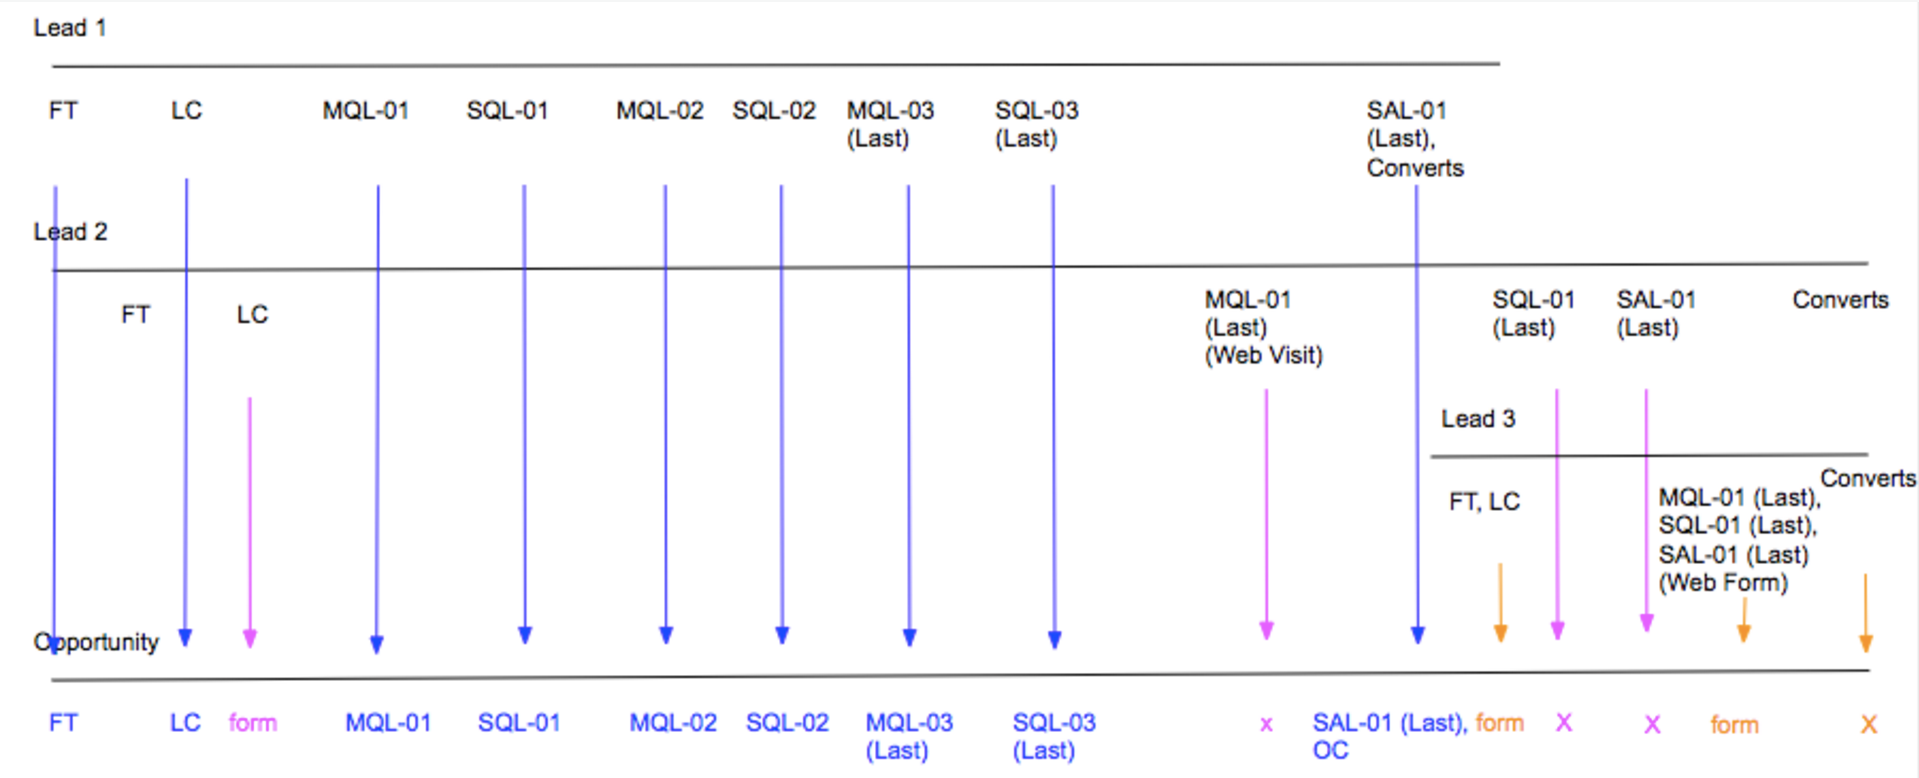 Lead 1
FT LC MQL-01 SQL-01 MQL-02 SQL-02 MQL-03 SQL-03 SAL-01
(Last) (Last) (Last),
Converts
Lead 2
MQL-01 SQL-01 SAL-01 Converts
FT LC
(Last) (Last) (Last)
(Web Visit)
Lead 3
Converts
FT, LC MQL-01 (Last),
SQL-01 (Last),
SAL-01 (Last)
(Web Form)
Opportunity
FT LC form MQL-01 SQL-01 MQL-02 SQL-02 MQL-03 SQL-03 x SAL-01 (Last), form X X form X
(Last) (Last) OC